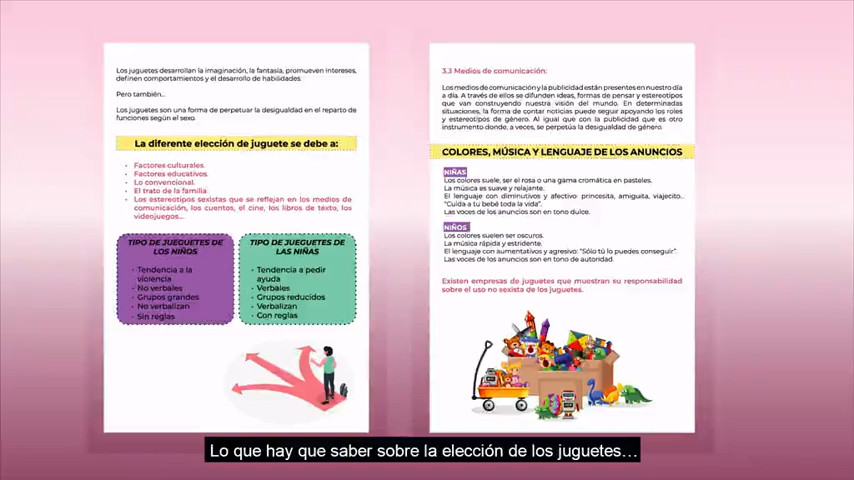 Los juguetes desarrollan la imaginación, la fantasía, promueven intereses,
definen comportamientos y el desarrollo de habilidades.
Pero también...
Los juguetes son una forma de perpetuar la desigualdad en el reparto de
funciones según el sexo.
La diferente elección de juguete se debe a:
• Factores culturales.
• Factores educativos.
• Lo convencional.
• El trato de la familia.
• Los estereotipos sexistas que se reflejan en los medios de
comunicación, los cuentos, el cine, los libros de texto, los
videojuegos...
TIPO DE JUEGUETES DE
LOS NIÑOS
• Tendencia a la
violencia
• No verbales
• Grupos grandes
• No verbalizan
• Sin reglas
TIPO DE JUEGUETES DE
LAS NIÑAS
• Tendencia a pedir
ayuda
• Verbales
• Grupos reducidos
• Verbalizan
• Con reglas
3.3 Medios de comunicación:
Los medios de comunicación y la publicidad están presentes en nuestro día
a día. A través de ellos se difunden ideas, formas de pensar y estereotipos
que van construyendo nuestra visión del mundo. En determinadas
situaciones, la forma de contar noticias puede seguir apoyando los roles
y estereotipos de género. Al igual que con la publicidad que es otro
instrumento donde, a veces, se perpetúa la desigualdad de género.
COLORES, MÚSICA Y LENGUAJE DE LOS ANUNCIOS
NIÑAS
Los colores suele, ser el rosa o una gama cromática en pasteles.
La música es suave y relajante.
El lenguaje con diminutivos y afectivo princesita, amiguita, viajecito...
"Cuida a tu bebé toda la vida".
Las voces de los anuncios son en tono dulce.
NIÑOS
Los colores suelen ser oscuros.
La música rápida y estridente.
El lenguaje con aumentativos y agresivo: "Sólo tú lo puedes conseguir".
Las voces de los anuncios son en tono de autoridad.
Existen empresas de juguetes que muestran su responsabilidad
sobre el uso no sexista de los juguetes.
Lo que hay que saber sobre la elección de los juguetes...